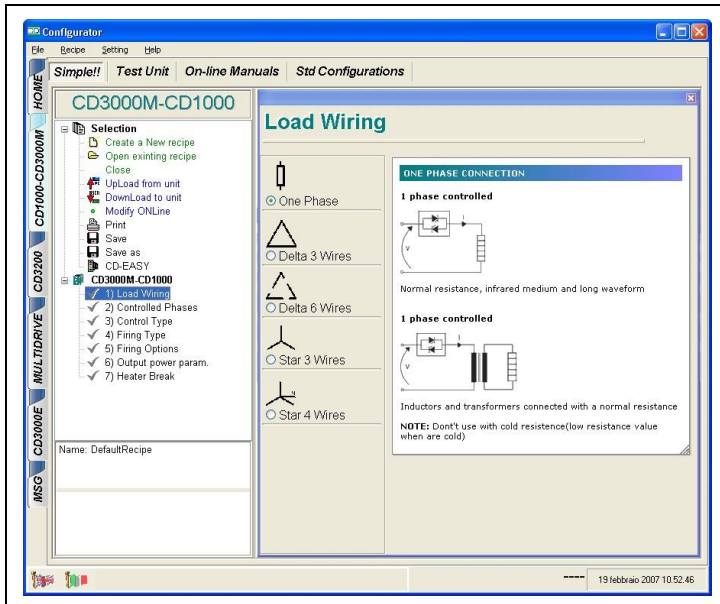 Configurator
File Recipe Setting Help
Simple!! Test Unit On-line Manuals Std Configurations
HOME
CD1000-CD3000M
CD3200
MULTIDRIVE
CD3000E
MSG
CD3000M-CD1000
Selection
Create a New recipe
Open exinting recipe
Close
UpLoad from unit
DownLoad to unit
Modify ONLine
Print
Save
Save as
CD-EASY
CD3000M-CD1000
1) Load Wiring
2) Controlled Phases
3) Control Type
4) Firing Type
5) Firing Options
6) Output power param.
7) Heater Break
Name: DefaultRecipe
Load Wiring
One Phase
Delta 3 Wires
Delta 6 Wires
Star 3 Wires
Star 4 Wires
ONE PHASE CONNECTION
1 phase controlled
V
I
Normal resistance, infrared medium and long waveform
1 phase controlled
V
I
Inductors and transformers connected with a normal resistance
NOTE: Dont't use with cold resistence(low resistance value
when are cold)
---- 19 febbraio 2007 10.52.46